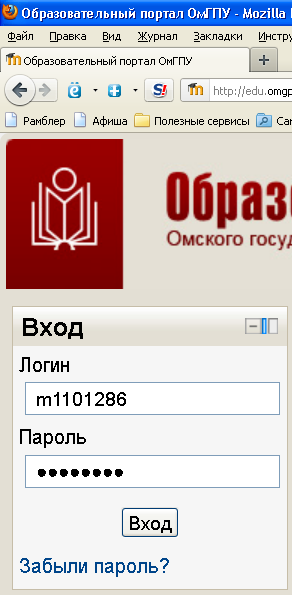 Образовательный портал ОмГПУ - Mozilla
Файл Правка Вид Журнал Закладки Инстру
Образовательный портал ОмГПУ +
http://edu.omgp
Рамблер Афиша Полезные сервисы Сап
Образо
Омского госуд
Вход
Логин
m1101286
Пароль
••••••••
Вход
Забыли пароль?